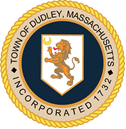 TOWN OF DUDLEY, MASSACHUSETTS
INCORPORATED 1732